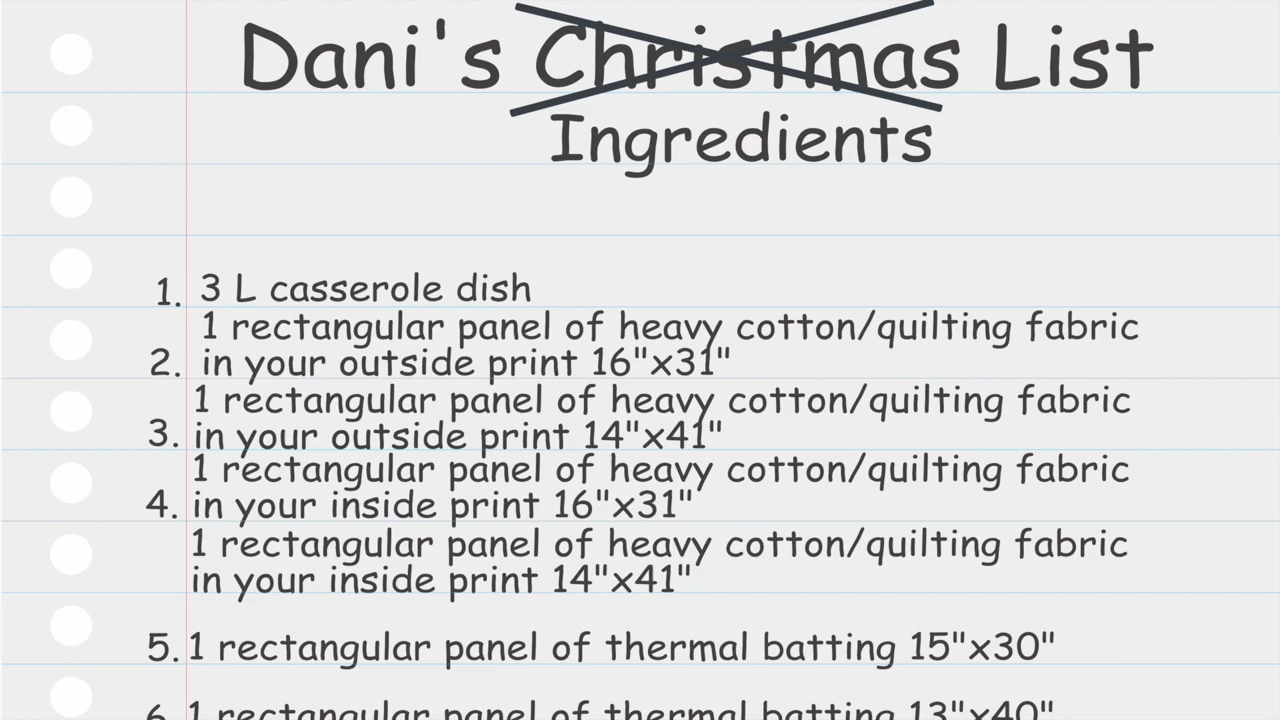 Dani's Christmas List
Ingredients
1. 3 L casserole dish
1 rectangular panel of heavy cotton/quilting fabric
2. in your outside print 16"x31"
1 rectangular panel of heavy cotton/quilting fabric
3. in your outside print 14"x41"
1 rectangular panel of heavy cotton/quilting fabric
4. in your inside print 16"x31"
1 rectangular panel of heavy cotton/quilting fabric
in your inside print 14"x41"
5. 1 rectangular panel of thermal batting 15"x30"
6. 1 rectangular panel of thermal batting 13"x40"